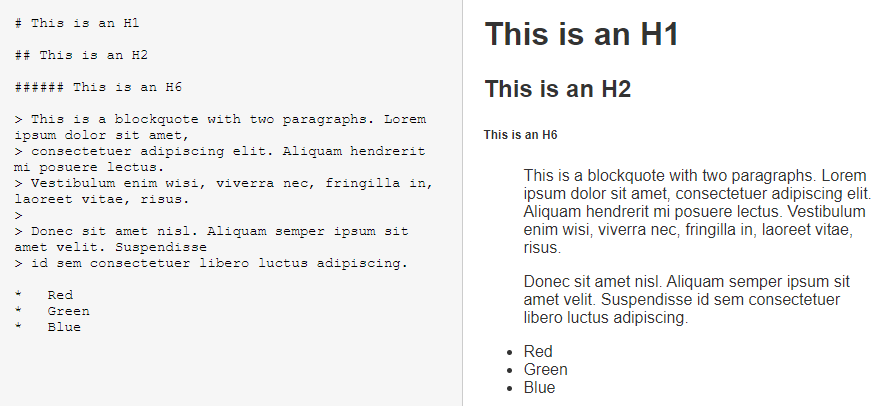 # This is an H1
## This is an H2
###### This is an H6
> This is a blockquote with two paragraphs. Lorem
ipsum dolor sit amet,
> consectetuer adipiscing elit. Aliquam hendrerit
mi posuere lectus.
> Vestibulum enim wisi, viverra nec, fringilla in,
laoreet vitae, risus.
>
> Donec sit amet nisl. Aliquam semper ipsum sit
amet velit. Suspendisse
> id sem consectetuer libero luctus adipiscing.
*   Red
*   Green
*   Blue
This is an H1
This is an H2
This is an H6
This is a blockquote with two paragraphs. Lorem
ipsum dolor sit amet, consectetuer adipiscing elit.
Aliquam hendrerit mi posuere lectus. Vestibulum
enim wisi, viverra nec, fringilla in, laoreet vitae,
risus.
Donec sit amet nisl. Aliquam semper ipsum sit
amet velit. Suspendisse id sem consectetuer
libero luctus adipiscing.
• Red
• Green
• Blue